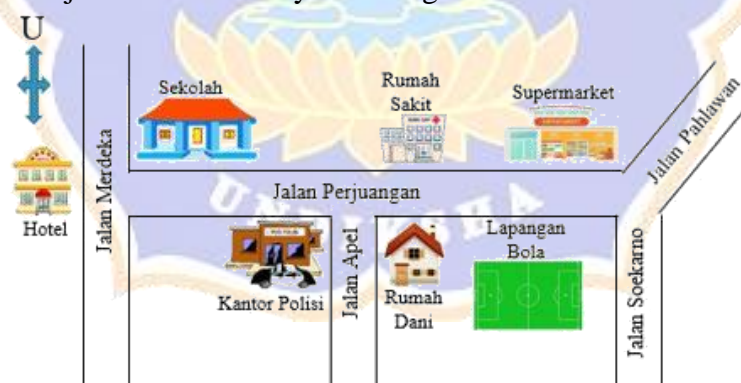 U
Sekolah
Rumah
Sakit
Supermarket
Jalan Pahlawan
Hotel
Jalan Merdeka
Jalan Perjuangan
Kantor Polisi
Jalan Apel
Rumah
Dani
Lapangan
Bola
Jalan Soekarno